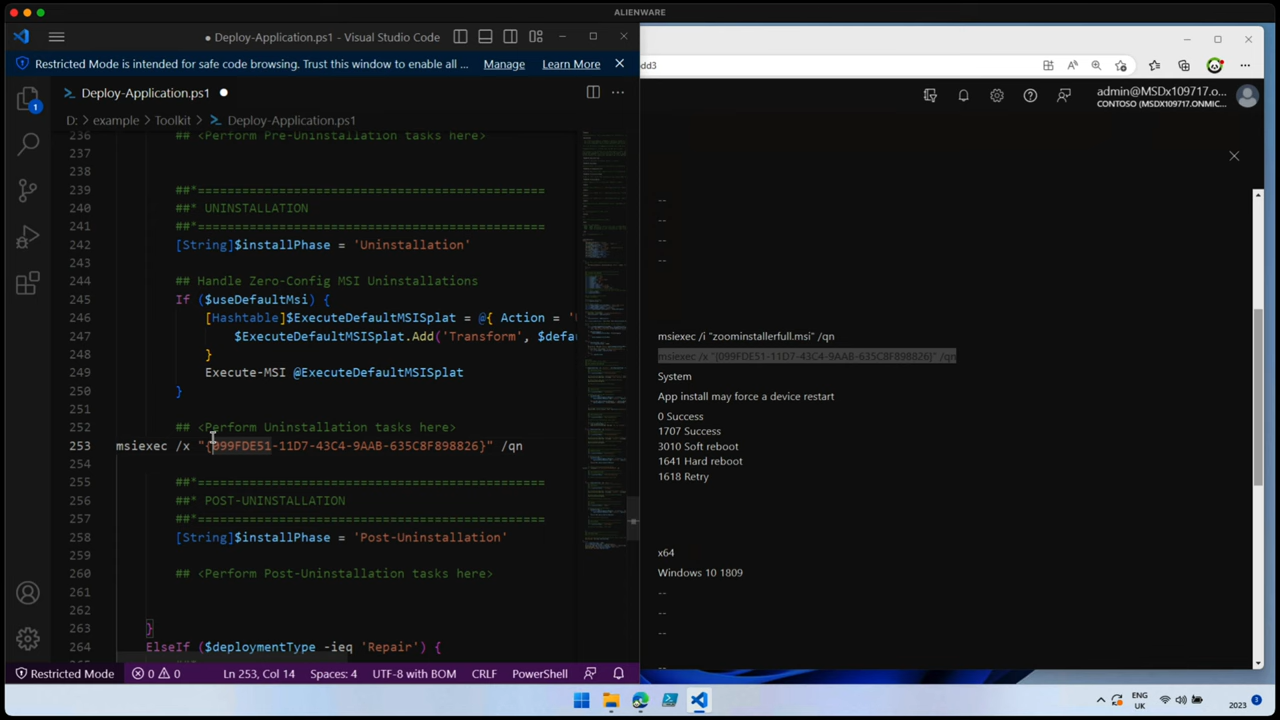 ALIENWARE
● Deploy-Application.ps1 - Visual Studio Code
Restricted Mode is intended for safe code browsing. Trust this window to enable all ...
Manage
Learn More
Deploy-Application.ps1
D: > example > Toolkit > Deploy-Application.ps1
1
236 ## <Perform Pre-Uninstallation tasks here>
237
238
239 ##*===============================================
240 ## UNINSTALLATION
241 ##*===============================================
242 [String]$installPhase = 'Uninstallation'
243
244 ## Handle Zero-Config MSI Uninstallations
245 If ($useDefaultMsi) {
246 [Hashtable]$ExecuteDefaultMSISplat = @{ Action = '
247 $ExecuteDefaultMSISplat.Add('Transform', $defa
248 }
249 Execute-MSI @ExecuteDefaultMSISplat
250 }
251
252 ## <Perform Uninstallation tasks here>
253 msiexec /x "{099FDE51-11D7-43C4-9AAB-635C8F898826}" /qn
254
255 ##*===============================================
256 ## POST-UNINSTALLATION
257 ##*===============================================
258 [String]$installPhase = 'Post-Uninstallation'
259
260 ## <Perform Post-Uninstallation tasks here>
261
262
263 }
264 ElseIf ($deploymentType -ieq 'Repair') {
Restricted Mode
0 0
Ln 253, Col 14
Spaces: 4
UTF-8 with BOM
CRLF
PowerShell
dd3
admin@MSDx109717.o...
CONTOSO (MSDX109717.ONMIC...
--
--
--
--
msiexec /i "zoominstallerfull.msi" /qn
msiexec /x "{099FDE51-11D7-43C4-9AAB-635C8F898826}" /qn
System
App install may force a device restart
0 Success
1707 Success
3010 Soft reboot
1641 Hard reboot
1618 Retry
x64
Windows 10 1809
--
--
--
--
ENG
UK
2023
3